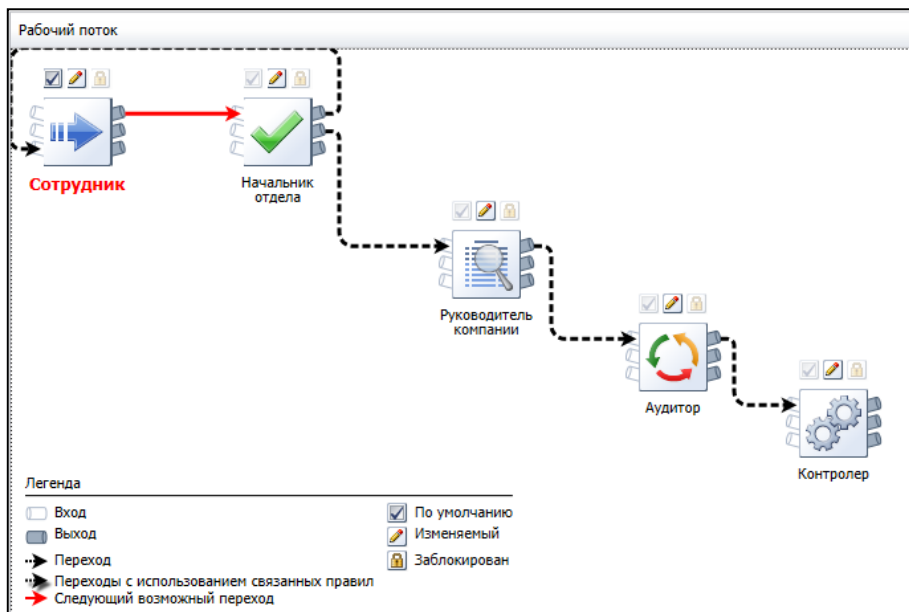 Рабочий поток
Сотрудник
Начальник
отдела
Руководитель
компании
Аудитор
Контролер
Легенда
Вход
Выход
Переход
Переходы с использованием связанных правил
Следующий возможный переход
По умолчанию
Изменяемый
Заблокирован